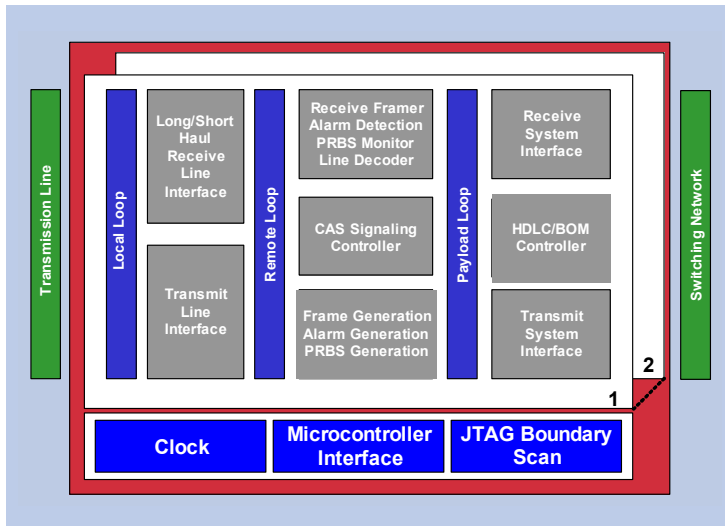 Transmission Line
Local Loop
Long/Short
Haul
Receive
Line
Interface
Transmit
Line
Interface
Remote Loop
Receive Framer
Alarm Detection
PRBS Monitor
Line Decoder
CAS Signaling
Controller
Frame Generation
Alarm Generation
PRBS Generation
Payload Loop
Receive
System
Interface
HDLC/BOM
Controller
Transmit
System
Interface
Switching Network
2
1
Clock
Microcontroller
Interface
JTAG Boundary
Scan